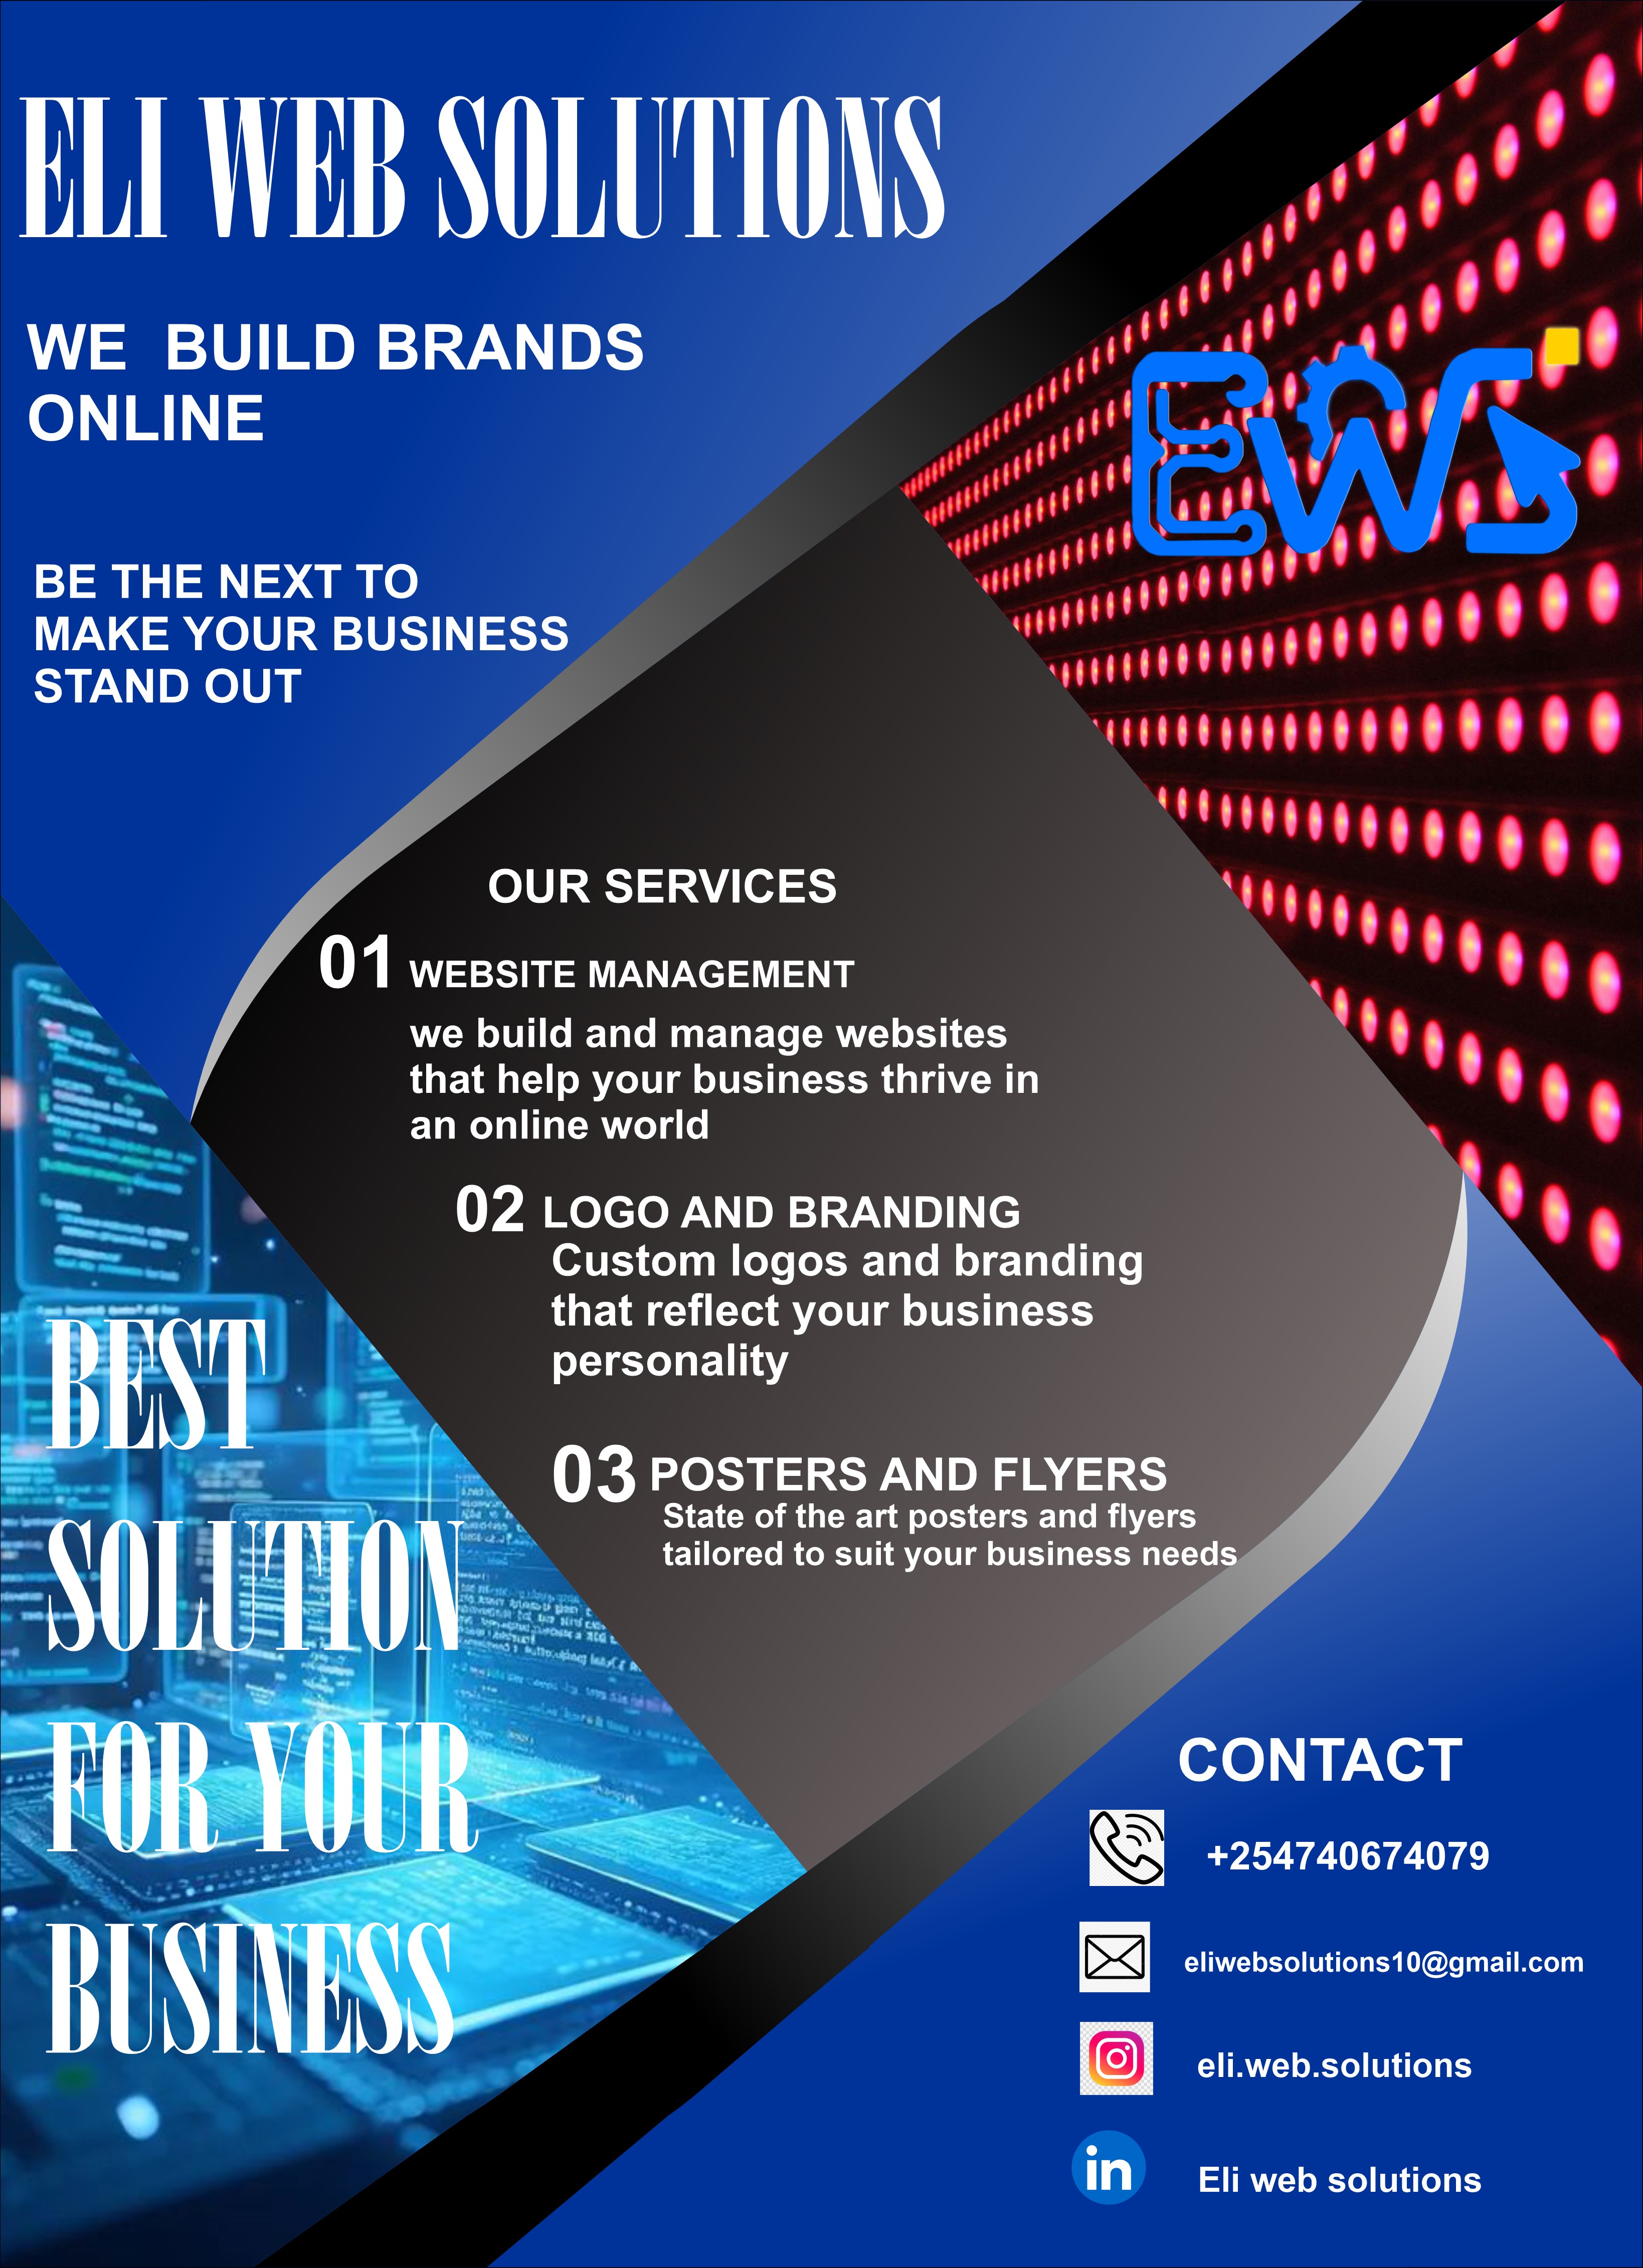 ELI WEB SOLUTIONS
WE BUILD BRANDS
ONLINE
EWS
BE THE NEXT TO
MAKE YOUR BUSINESS
STAND OUT
OUR SERVICES
01 WEBSITE MANAGEMENT
we build and manage websites
that help your business thrive in
an online world
02 LOGO AND BRANDING
Custom logos and branding
that reflect your business
personality
03 POSTERS AND FLYERS
State of the art posters and flyers
tailored to suit your business needs
BEST
SOLUTION
FOR YOUR
BUSINESS
CONTACT
+254740674079
eliwebsolutions10@gmail.com
eli.web.solutions
in
Eli web solutions